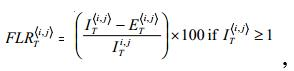 FLR_T^{⟨i,j⟩} = ((I_T^{⟨i,j⟩} − E_T^{⟨i,j⟩}) / I_T^{i,j}) × 100 if I_T^{⟨i,j⟩} ≥ 1 ,